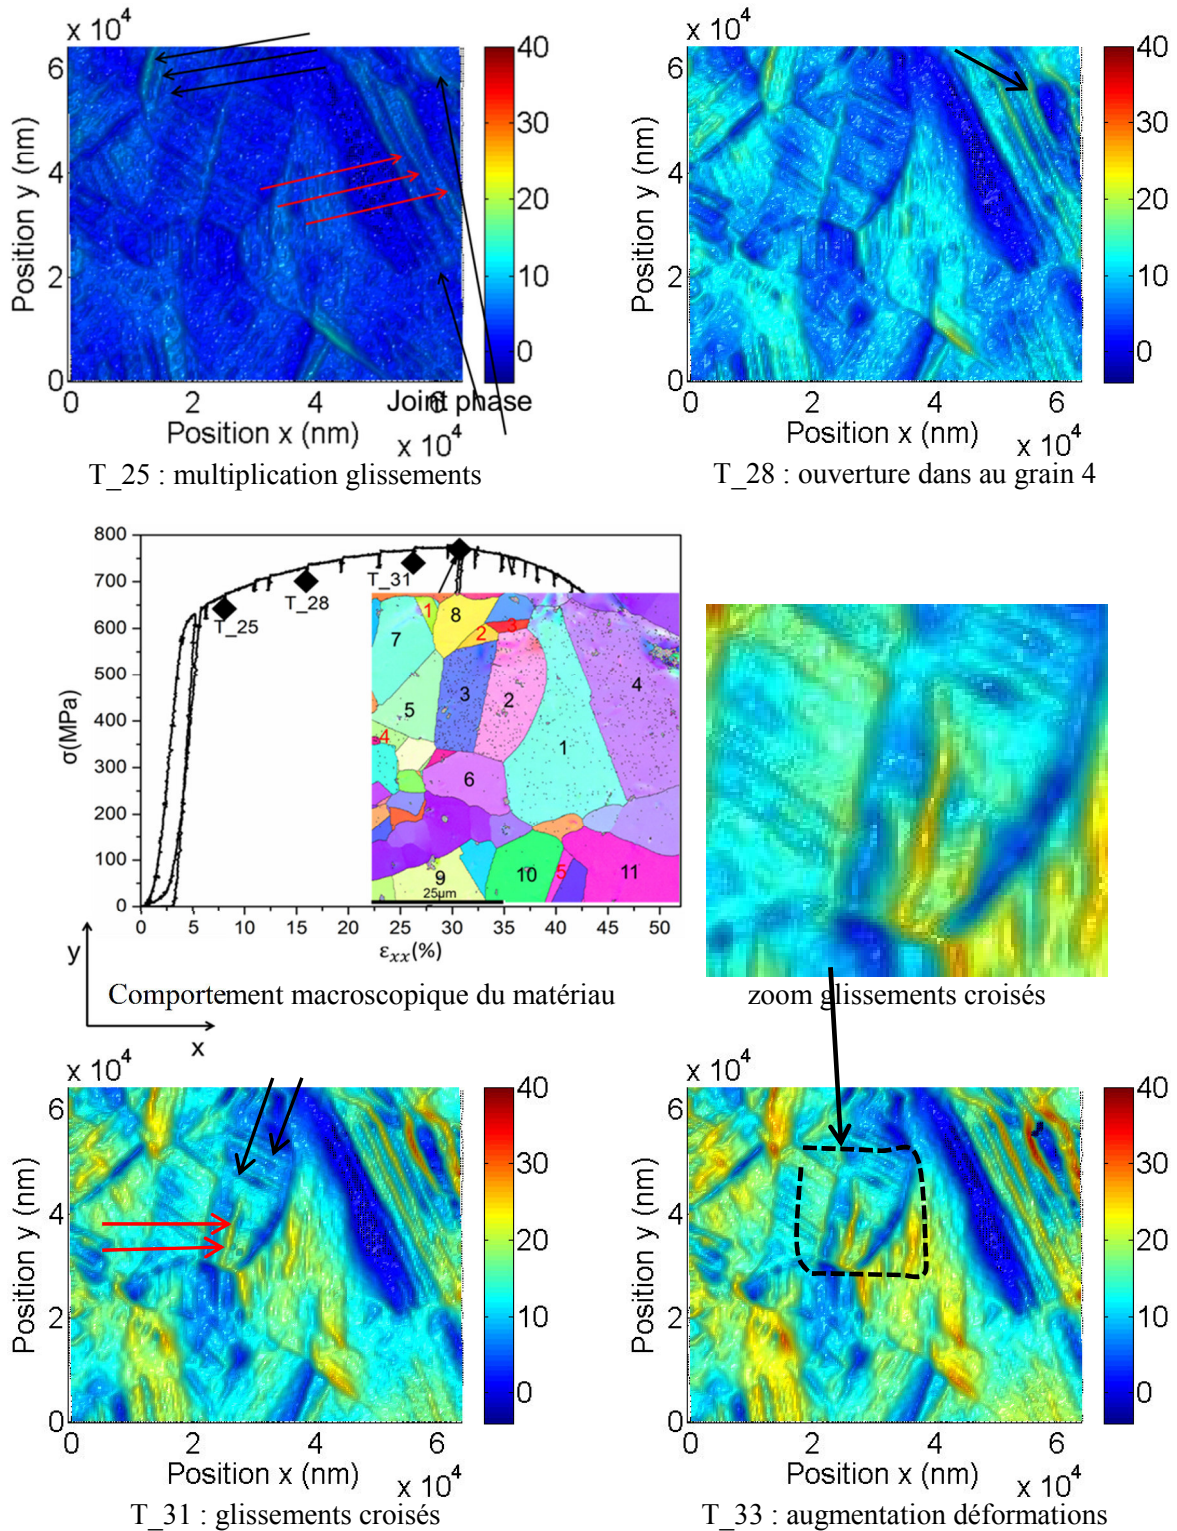 x 10⁴
6
4
2
0
Position y (nm)
0 2 4 6
Joint phase
Position x (nm)
x 10⁴
40
30
20
10
0
T_25 : multiplication glissements
x 10⁴
6
4
2
0
Position y (nm)
0 2 4 6
Position x (nm)
x 10⁴
40
30
20
10
0
T_28 : ouverture dans au grain 4
800
700
600
500
400
300
200
100
0
σ(MPa)
T_25
T_28
T_31
1 8 3
7 2
3 2 4
5
4 1
6
9 10 5 11
25µm
0 5 10 15 20 25 30 35 40 45 50
εxx(%)
y
x
Comportement macroscopique du matériau
zoom glissements croisés
x 10⁴
6
4
2
0
Position y (nm)
0 2 4 6
Position x (nm)
x 10⁴
40
30
20
10
0
T_31 : glissements croisés
x 10⁴
6
4
2
0
Position y (nm)
0 2 4 6
Position x (nm)
x 10⁴
40
30
20
10
0
T_33 : augmentation déformations